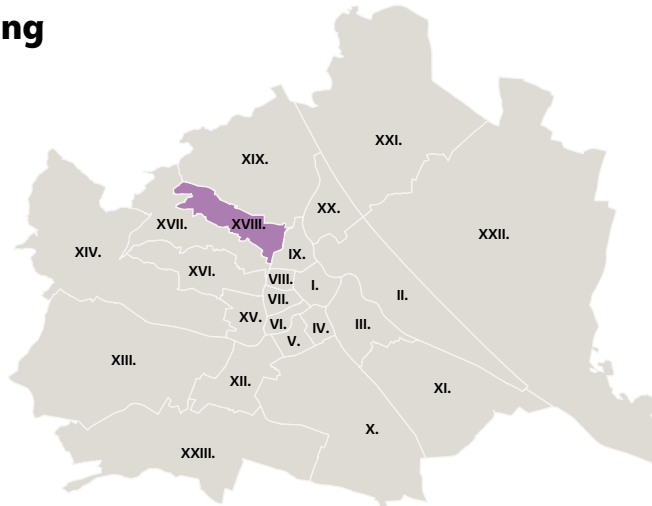 ng
XXI.
XIX.
XX.
XVII.
XVIII.
XXII.
XIV.
IX.
XVI.
VIII.
I.
II.
VII.
XV.
VI.
IV.
III.
V.
XIII.
XII.
XI.
X.
XXIII.